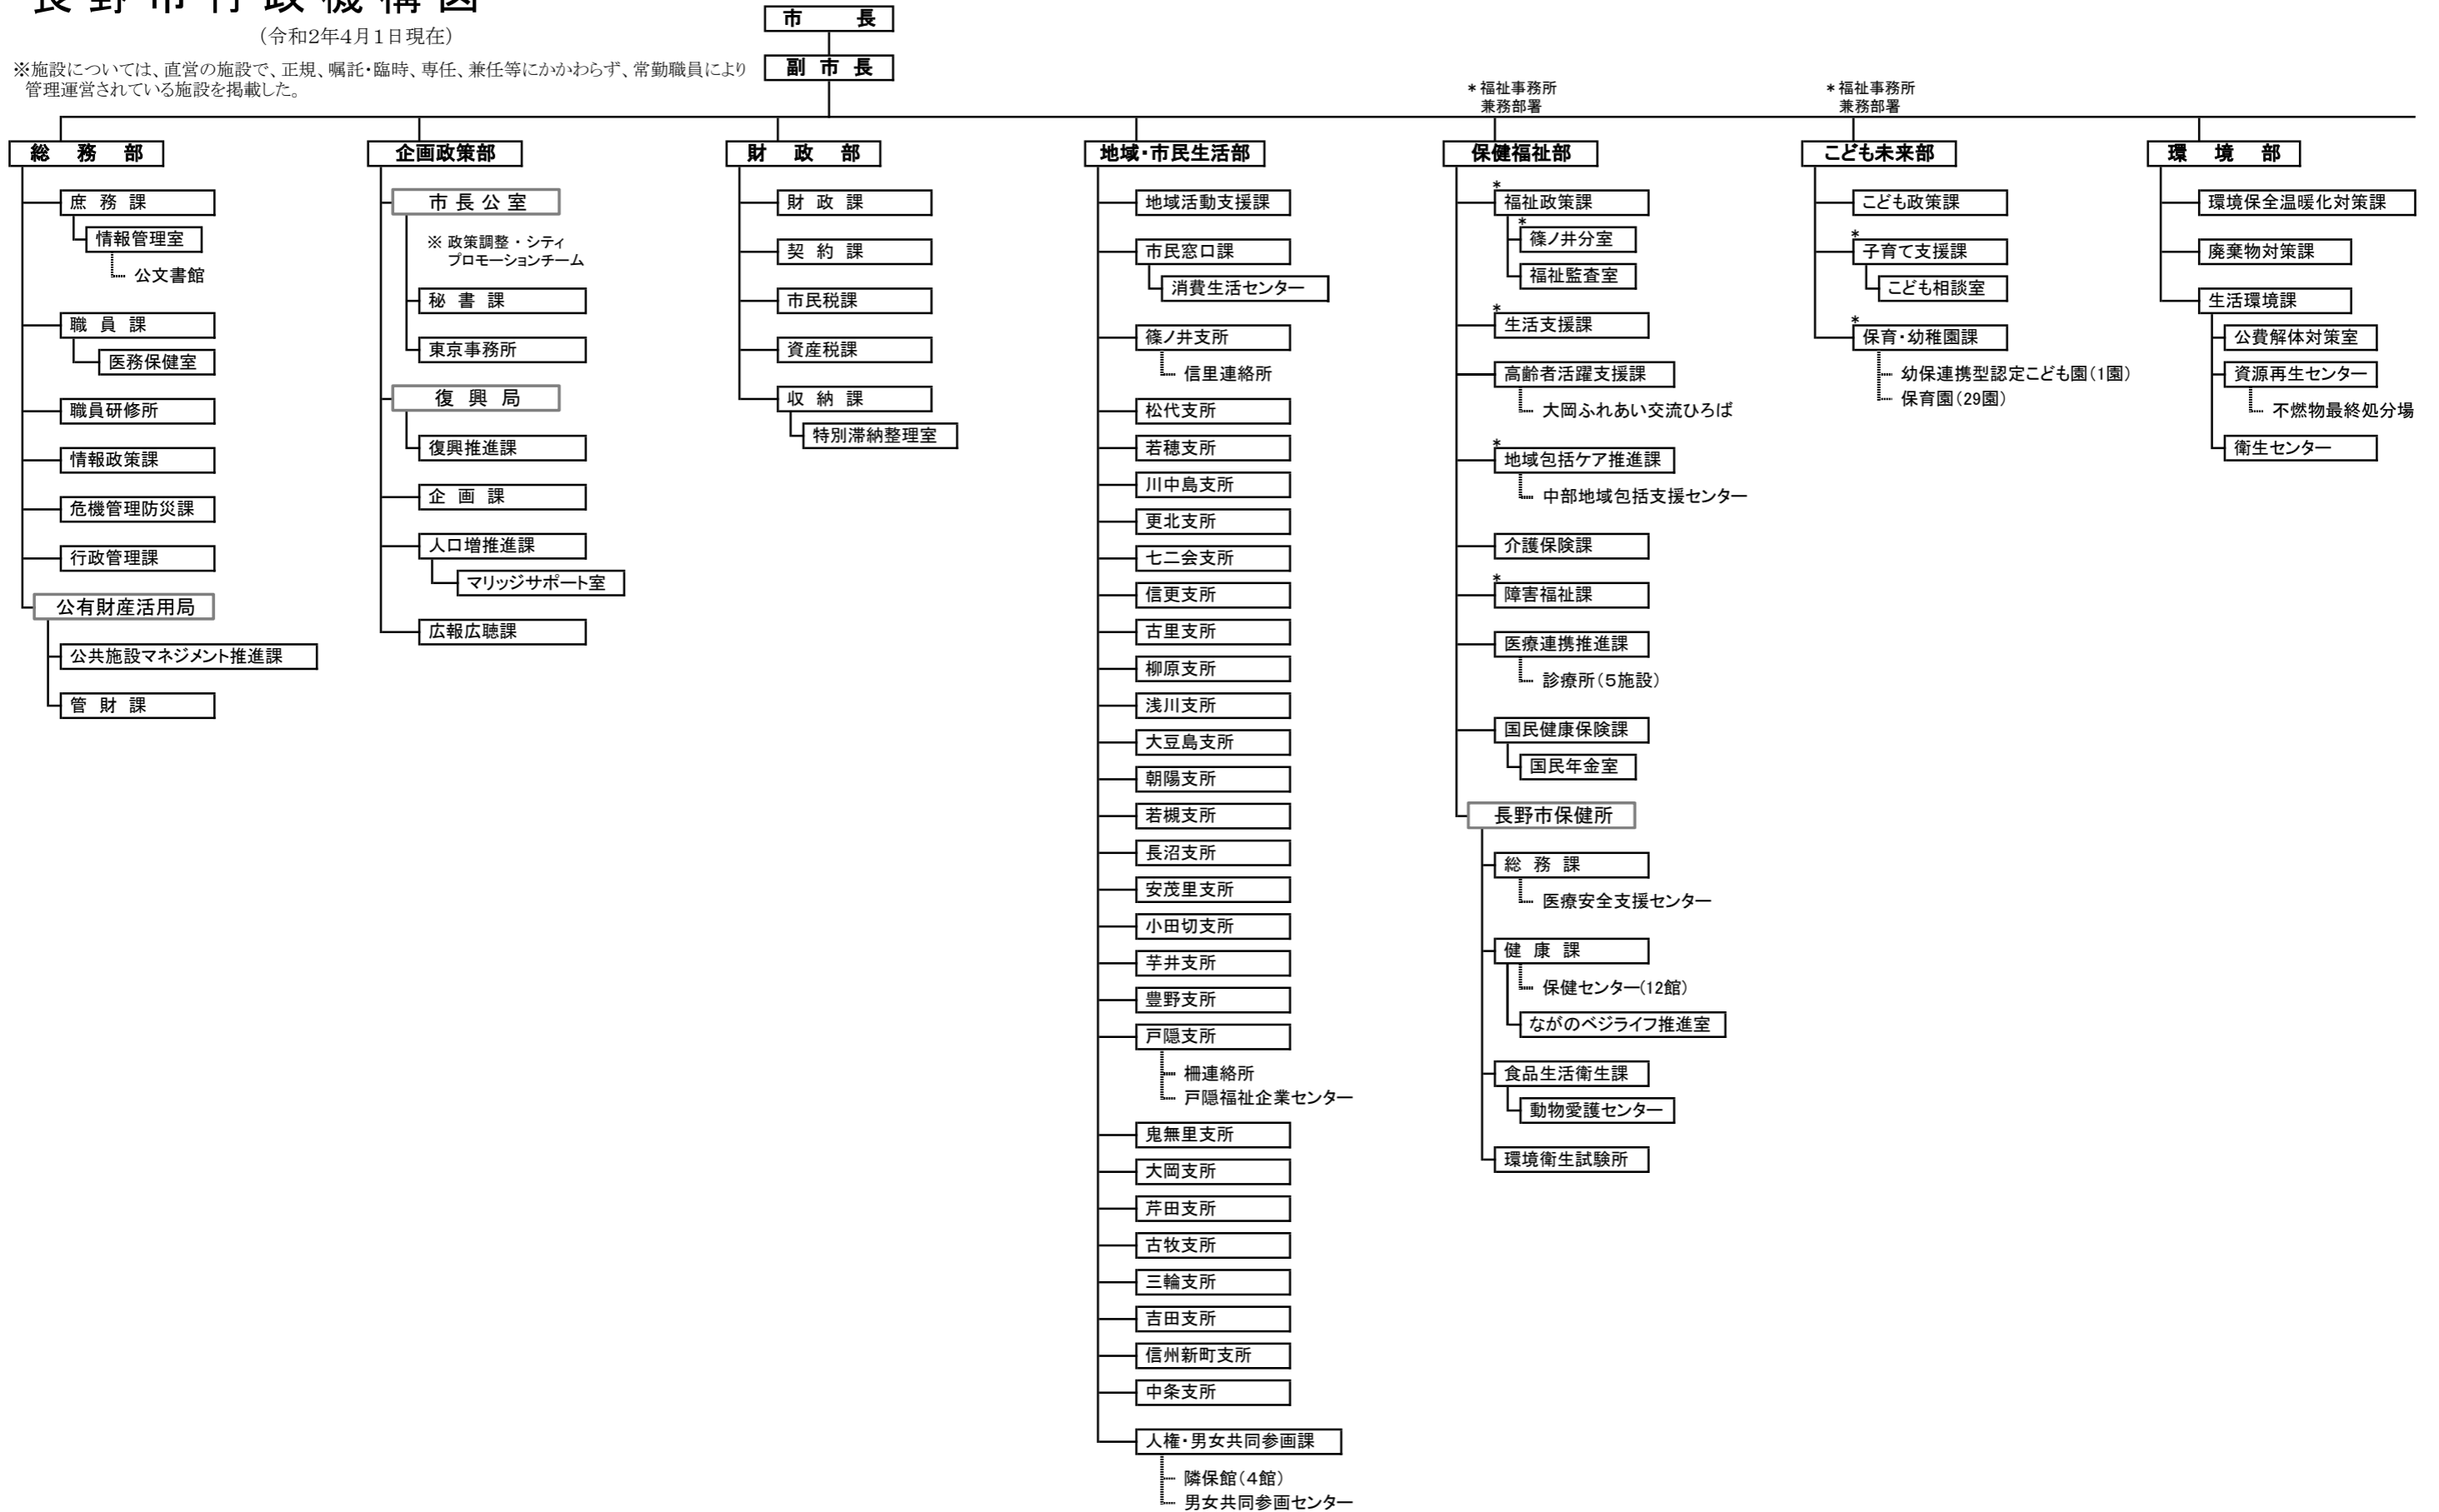 長野市行政機構図
（令和2年4月1日現在）
※施設については、直営の施設で、正規、嘱託・臨時、専任、兼任等にかかわらず、常勤職員により
管理運営されている施設を掲載した。
市　　長
副 市 長
＊福祉事務所
兼務部署
＊福祉事務所
兼務部署
総　務　部
庶 務 課
情報管理室
公文書館
職 員 課
医務保健室
職員研修所
情報政策課
危機管理防災課
行政管理課
公有財産活用局
公共施設マネジメント推進課
管 財 課
企画政策部
市 長 公 室
※ 政策調整・シティ
プロモーションチーム
秘 書 課
東京事務所
復 興 局
復興推進課
企 画 課
人口増推進課
マリッジサポート室
広報広聴課
財　政　部
財 政 課
契 約 課
市民税課
資産税課
収 納 課
特別滞納整理室
地域・市民生活部
地域活動支援課
市民窓口課
消費生活センター
篠ノ井支所
信里連絡所
松代支所
若穂支所
川中島支所
更北支所
七二会支所
信更支所
古里支所
柳原支所
浅川支所
大豆島支所
朝陽支所
若槻支所
長沼支所
安茂里支所
小田切支所
芋井支所
豊野支所
戸隠支所
柵連絡所
戸隠福祉企業センター
鬼無里支所
大岡支所
芹田支所
古牧支所
三輪支所
吉田支所
信州新町支所
中条支所
人権・男女共同参画課
隣保館（４館）
男女共同参画センター
保健福祉部
＊
福祉政策課
＊
篠ノ井分室
福祉監査室
＊
生活支援課
高齢者活躍支援課
大岡ふれあい交流ひろば
＊
地域包括ケア推進課
中部地域包括支援センター
介護保険課
＊
障害福祉課
医療連携推進課
診療所（５施設）
国民健康保険課
国民年金室
長野市保健所
総 務 課
医療安全支援センター
健 康 課
保健センター(12館）
ながのベジライフ推進室
食品生活衛生課
動物愛護センター
環境衛生試験所
こども未来部
こども政策課
＊
子育て支援課
こども相談室
＊
保育・幼稚園課
幼保連携型認定こども園（1園）
保育園（29園）
環　境　部
環境保全温暖化対策課
廃棄物対策課
生活環境課
公費解体対策室
資源再生センター
不燃物最終処分場
衛生センター